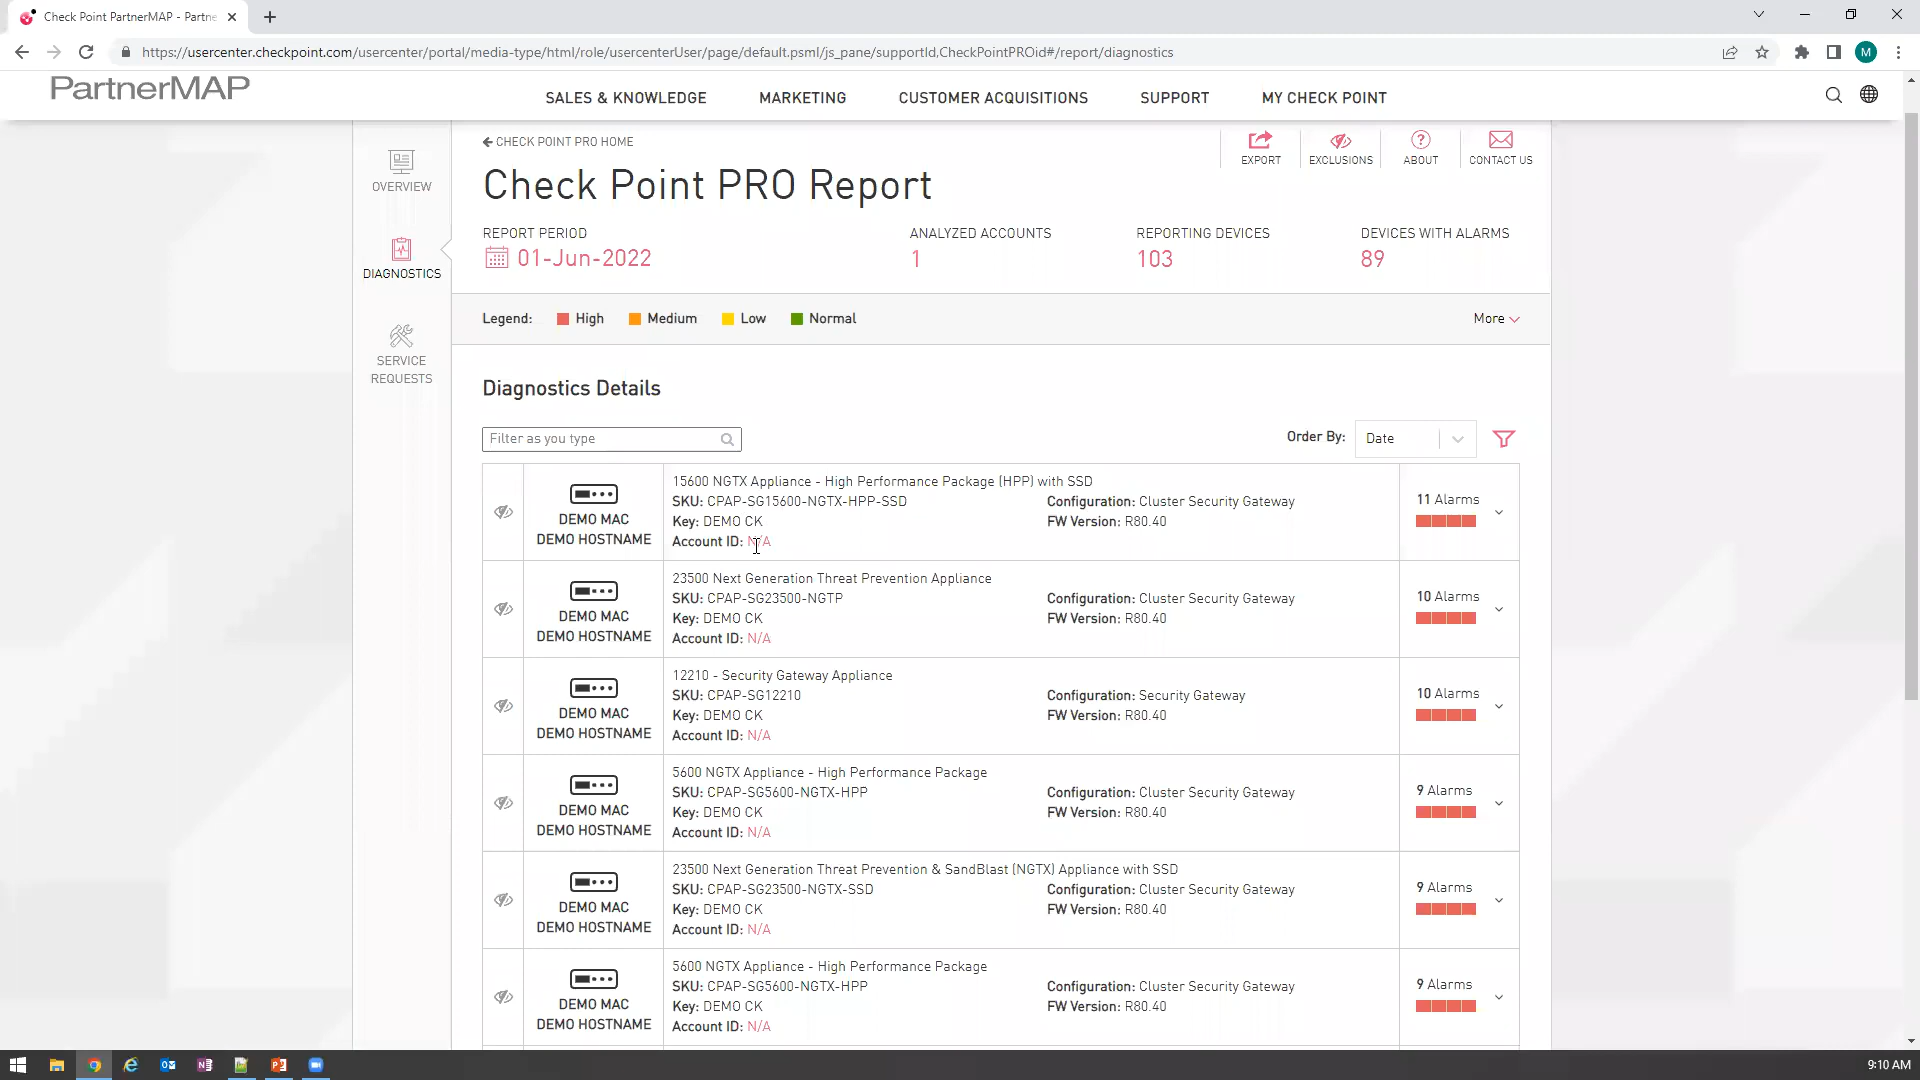 Check Point PartnerMAP - Partne
https://usercenter.checkpoint.com/usercenter/portal/media-type/html/role/usercenterUser/page/default.psml/js_pane/supportId,CheckPointPROid#/report/diagnostics
M
PartnerMAP
SALES & KNOWLEDGE
MARKETING
CUSTOMER ACQUISITIONS
SUPPORT
MY CHECK POINT
OVERVIEW
DIAGNOSTICS
SERVICE
REQUESTS
CHECK POINT PRO HOME
EXPORT
EXCLUSIONS
ABOUT
CONTACT US
Check Point PRO Report
REPORT PERIOD
01-Jun-2022
ANALYZED ACCOUNTS
1
REPORTING DEVICES
103
DEVICES WITH ALARMS
89
Legend: High Medium Low Normal
More
Diagnostics Details
Filter as you type
Order By: Date
DEMO MAC
DEMO HOSTNAME
15600 NGTX Appliance - High Performance Package (HPP) with SSD
SKU: CPAP-SG15600-NGTX-HPP-SSD
Key: DEMO CK
Account ID: N/A
Configuration: Cluster Security Gateway
FW Version: R80.40
11 Alarms
DEMO MAC
DEMO HOSTNAME
23500 Next Generation Threat Prevention Appliance
SKU: CPAP-SG23500-NGTP
Key: DEMO CK
Account ID: N/A
Configuration: Cluster Security Gateway
FW Version: R80.40
10 Alarms
DEMO MAC
DEMO HOSTNAME
12210 - Security Gateway Appliance
SKU: CPAP-SG12210
Key: DEMO CK
Account ID: N/A
Configuration: Security Gateway
FW Version: R80.40
10 Alarms
DEMO MAC
DEMO HOSTNAME
5600 NGTX Appliance - High Performance Package
SKU: CPAP-SG5600-NGTX-HPP
Key: DEMO CK
Account ID: N/A
Configuration: Cluster Security Gateway
FW Version: R80.40
9 Alarms
DEMO MAC
DEMO HOSTNAME
23500 Next Generation Threat Prevention & SandBlast (NGTX) Appliance with SSD
SKU: CPAP-SG23500-NGTX-SSD
Key: DEMO CK
Account ID: N/A
Configuration: Cluster Security Gateway
FW Version: R80.40
9 Alarms
DEMO MAC
DEMO HOSTNAME
5600 NGTX Appliance - High Performance Package
SKU: CPAP-SG5600-NGTX-HPP
Key: DEMO CK
Account ID: N/A
Configuration: Cluster Security Gateway
FW Version: R80.40
9 Alarms
9:10 AM